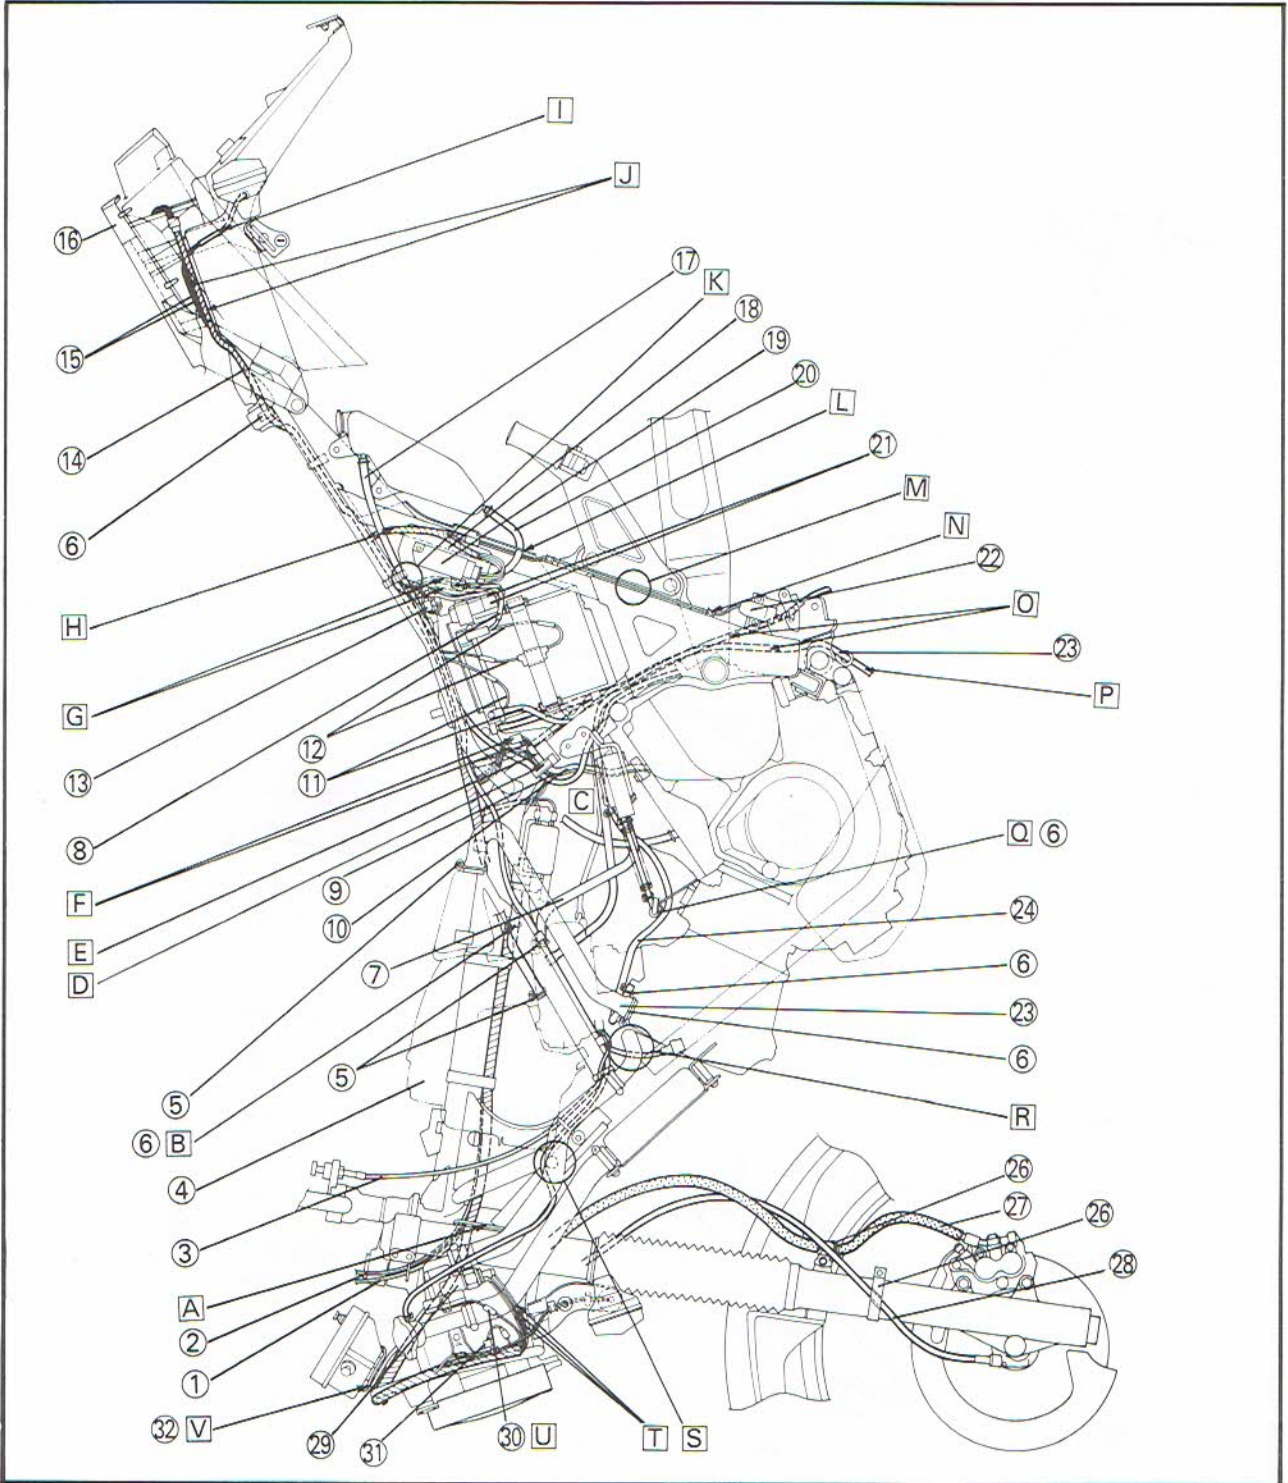 I
J
⑯
⑰
K
⑱
⑮
⑲
⑳
L
⑭
㉑
M
⑥
N
㉒
O
H
㉓
P
G
⑫
⑬
⑪
C
⑧
Q ⑥
⑨
F
㉔
⑩
E
⑥
⑦
D
㉓
⑥
⑤
⑤
R
⑥ B
㉖
④
㉗
㉖
③
㉘
A
②
①
㉜ V
㉙
㉚ U
T
S
㉛